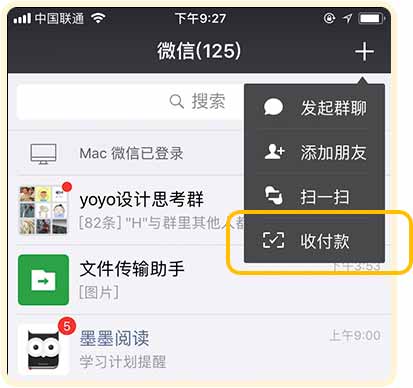 中国联通 下午9:27
微信(125)
搜索
发起群聊
Mac 微信已登录
添加朋友
yoyo设计思考群
扫一扫
[82条] "H"与群里其他人都
收付款
文件传输助手
下午3:53
[图片]
5
墨墨阅读
上午9:00
学习计划提醒